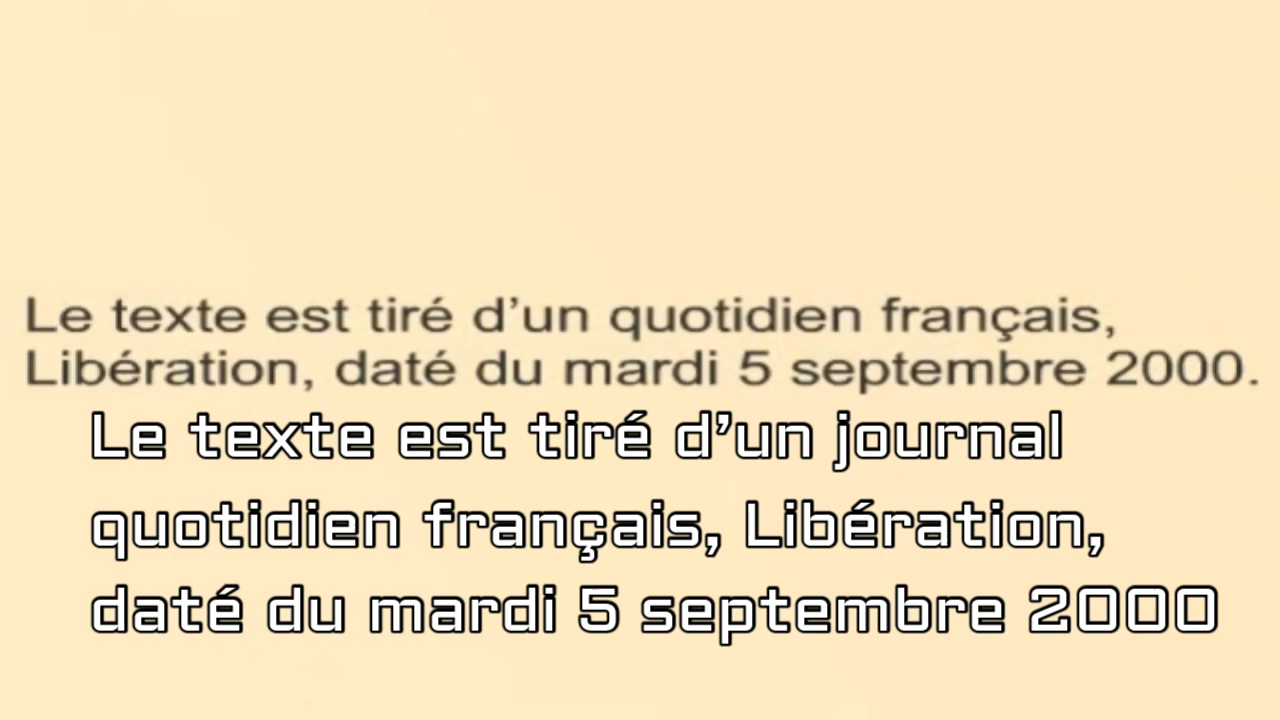 Le texte est tiré d’un quotidien français,
Libération, daté du mardi 5 septembre 2000.
Le texte est tiré d’un journal
quotidien français, Libération,
daté du mardi 5 septembre 2000